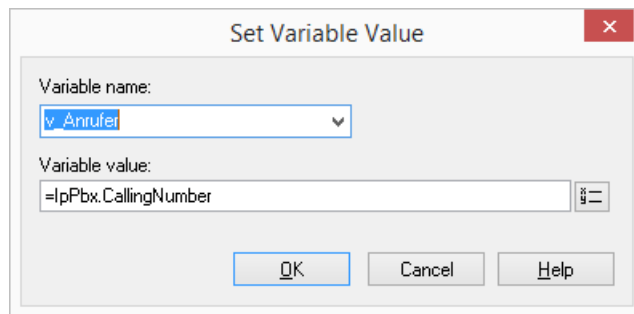 Set Variable Value
Variable name:
v_Anrufer
Variable value:
=IpPbx.CallingNumber
OK Cancel Help